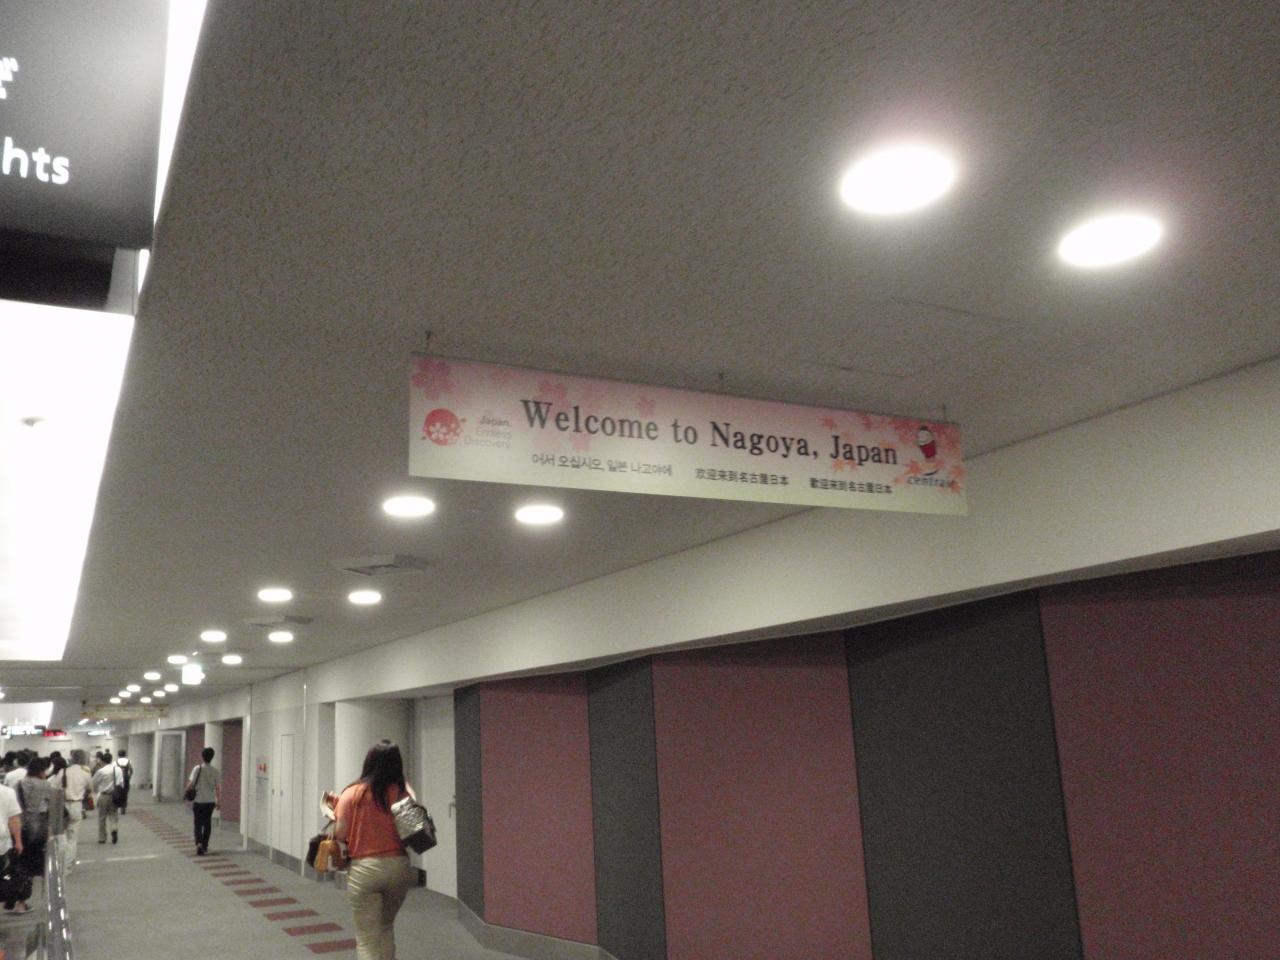 hts
Welcome to Nagoya, Japan
Japan.
Endless
Discovery.
어서 오십시오, 일본 나고야에 欢迎来到名古屋日本 歡迎來到名古屋日本
centrair